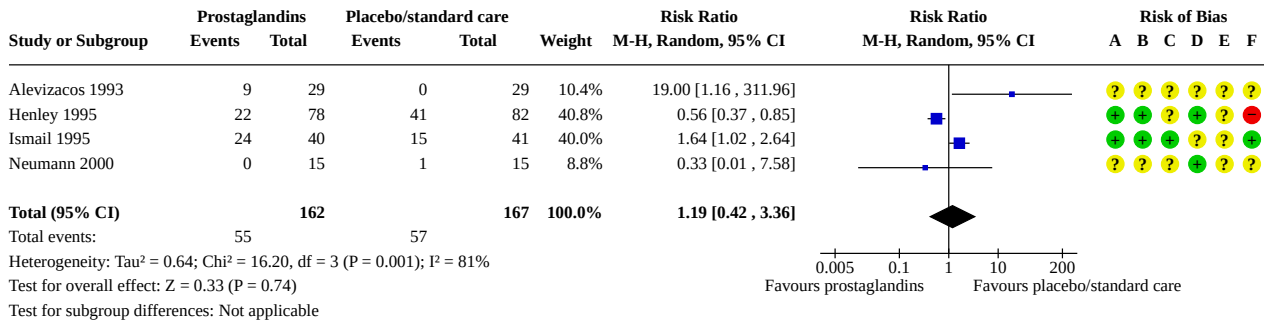 Prostaglandins Placebo/standard care Risk Ratio Risk Ratio Risk of Bias
Study or Subgroup Events Total Events Total Weight M-H, Random, 95% CI M-H, Random, 95% CI A B C D E F
Alevizacos 1993 9 29 0 29 10.4% 19.00 [1.16 , 311.96] ? ? ? ? ? ?
Henley 1995 22 78 41 82 40.8% 0.56 [0.37 , 0.85] + + ? + ? −
Ismail 1995 24 40 15 41 40.0% 1.64 [1.02 , 2.64] + + + ? ? +
Neumann 2000 0 15 1 15 8.8% 0.33 [0.01 , 7.58] ? ? ? + ? ?
Total (95% CI) 162 167 100.0% 1.19 [0.42 , 3.36]
Total events: 55 57
Heterogeneity: Tau² = 0.64; Chi² = 16.20, df = 3 (P = 0.001); I² = 81%
0.005 0.1 1 10 200
Test for overall effect: Z = 0.33 (P = 0.74)
Favours prostaglandins Favours placebo/standard care
Test for subgroup differences: Not applicable